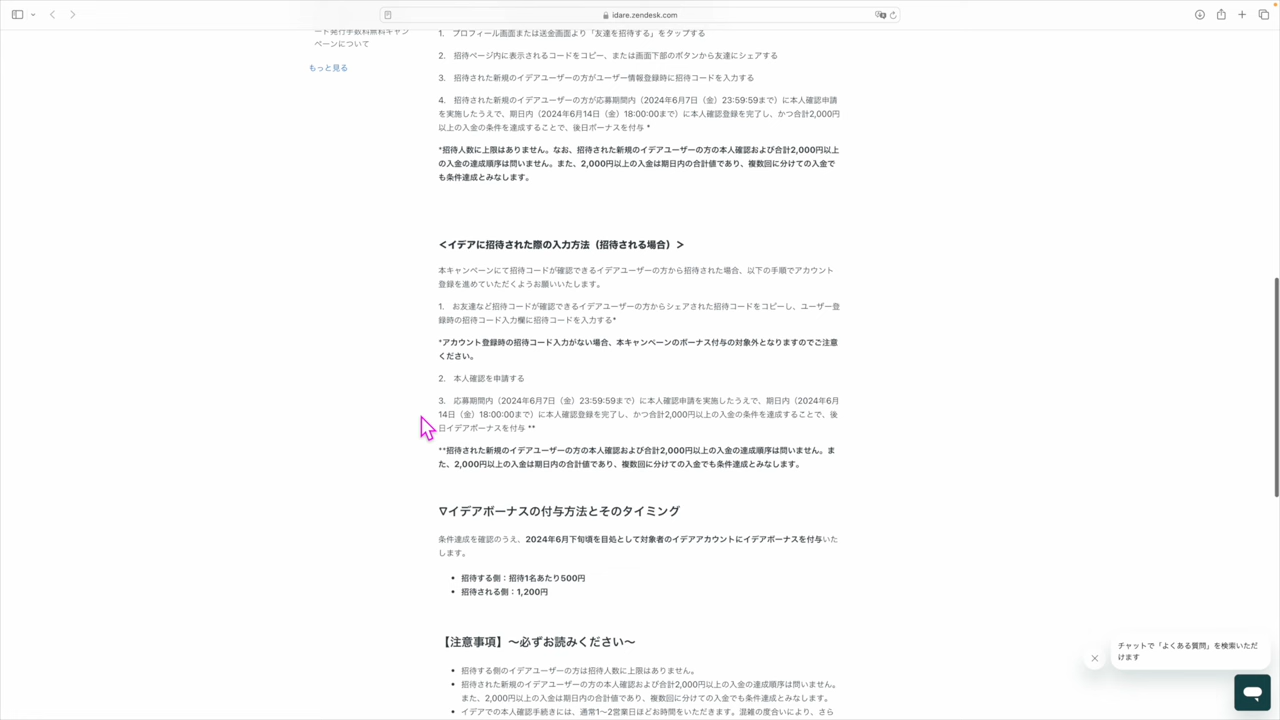 idare.zendesk.com
ード発行手数料無料キャン
ペーンについて
もっと見る
1. プロフィール画面または送金画面より「友達を招待する」をタップする
2. 招待ページ内に表示されるコードをコピー、または画面下部のボタンから友達にシェアする
3. 招待された新規のイデアユーザーの方がユーザー情報登録時に招待コードを入力する
4. 招待された新規のイデアユーザーの方が応募期間内（2024年6月7日（金）23:59:59まで）に本人確認申請
を実施したうえで、期日内（2024年6月14日（金）18:00:00まで）に本人確認登録を完了し、かつ合計2,000円
以上の入金の条件を達成することで、後日ボーナスを付与 *
*招待人数に上限はありません。なお、招待された新規のイデアユーザーの方の本人確認および合計2,000円以上
の入金の達成順序は問いません。また、2,000円以上の入金は期日内の合計値であり、複数回に分けての入金で
も条件達成とみなします。
＜イデアに招待された際の入力方法（招待される場合）＞
本キャンペーンにて招待コードが確認できるイデアユーザーの方から招待された場合、以下の手順でアカウント
登録を進めていただくようお願いいたします。
1. お友達など招待コードが確認できるイデアユーザーの方からシェアされた招待コードをコピーし、ユーザー登
録時の招待コード入力欄に招待コードを入力する*
*アカウント登録時の招待コード入力がない場合、本キャンペーンのボーナス付与の対象外となりますのでご注意
ください。
2. 本人確認を申請する
3. 応募期間内（2024年6月7日（金）23:59:59まで）に本人確認申請を実施したうえで、期日内（2024年6月
14日（金）18:00:00まで）に本人確認登録を完了し、かつ合計2,000円以上の入金の条件を達成することで、後
日イデアボーナスを付与 **
**招待された新規のイデアユーザーの方の本人確認および合計2,000円以上の入金の達成順序は問いません。ま
た、2,000円以上の入金は期日内の合計値であり、複数回に分けての入金でも条件達成とみなします。
∇イデアボーナスの付与方法とそのタイミング
条件達成を確認のうえ、2024年6月下旬頃を目処として対象者のイデアアカウントにイデアボーナスを付与いた
します。
• 招待する側：招待1名あたり500円
• 招待される側：1,200円
【注意事項】〜必ずお読みください〜
• 招待する側のイデアユーザーの方は招待人数に上限はありません。
• 招待された新規のイデアユーザーの方の本人確認および合計2,000円以上の入金の達成順序は問いません。
また、2,000円以上の入金は期日内の合計値であり、複数回に分けての入金でも条件達成とみなします。
• イデアでの本人確認手続きには、通常1〜2営業日ほどお時間をいただきます。混雑の度合いにより、さら
チャットで「よくある質問」を検索いただ
けます